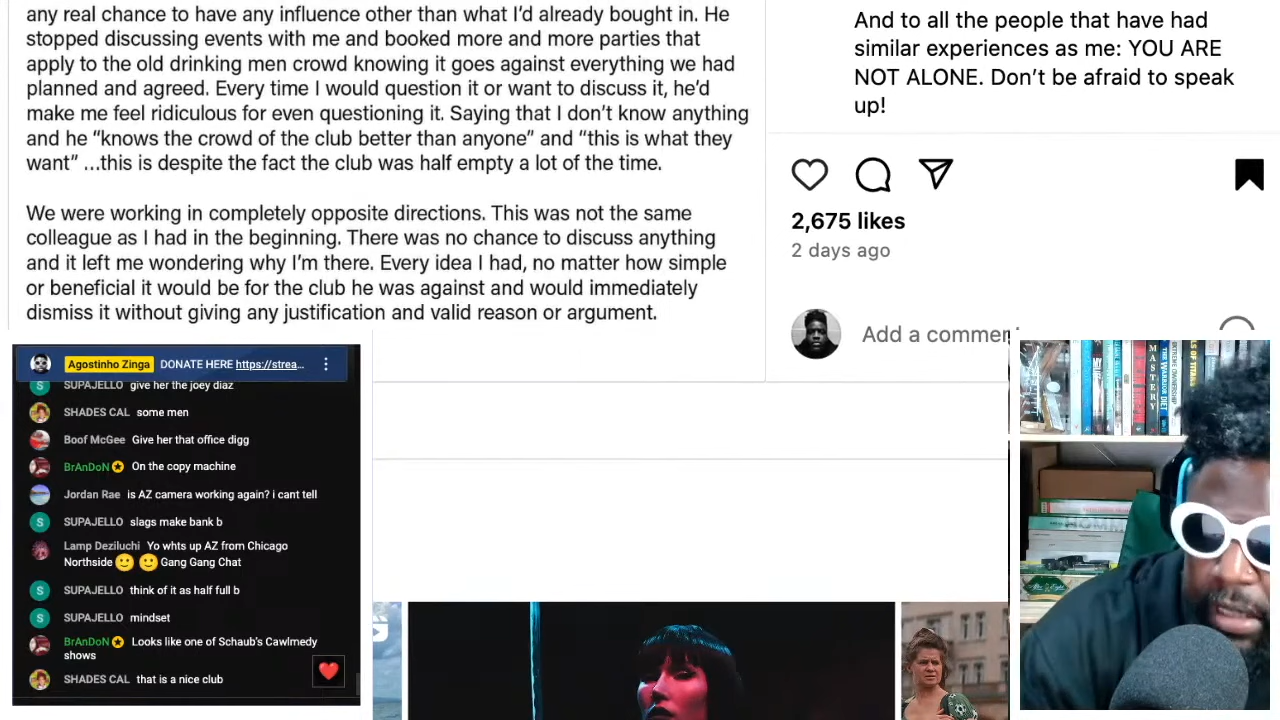 any real chance to have any influence other than what I'd already bought in. He
stopped discussing events with me and booked more and more parties that
apply to the old drinking men crowd knowing it goes against everything we had
planned and agreed. Every time I would question it or want to discuss it, he'd
make me feel ridiculous for even questioning it. Saying that I don't know anything
and he “knows the crowd of the club better than anyone” and “this is what they
want” ...this is despite the fact the club was half empty a lot of the time.
We were working in completely opposite directions. This was not the same
colleague as I had in the beginning. There was no chance to discuss anything
and it left me wondering why I'm there. Every idea I had, no matter how simple
or beneficial it would be for the club he was against and would immediately
dismiss it without giving any justification and valid reason or argument.
And to all the people that have had
similar experiences as me: YOU ARE
NOT ALONE. Don't be afraid to speak
up!
2,675 likes
2 days ago
Add a commen
Agostinho Zinga DONATE HERE https://strea...
S SUPAJELLO give her the joey diaz
SHADES CAL some men
Boof McGee Give her that office digg
BrAnDoN On the copy machine
Jordan Rae is AZ camera working again? i cant tell
S SUPAJELLO slags make bank b
Lamp Deziluchi Yo whts up AZ from Chicago
Northside 🙂 🙂 Gang Gang Chat
S SUPAJELLO think of it as half full b
S SUPAJELLO mindset
BrAnDoN Looks like one of Schaub's Cawlmedy
shows
SHADES CAL that is a nice club
MASTERY
THE WARRIOR DIET
EXTREME OWNERSHIP